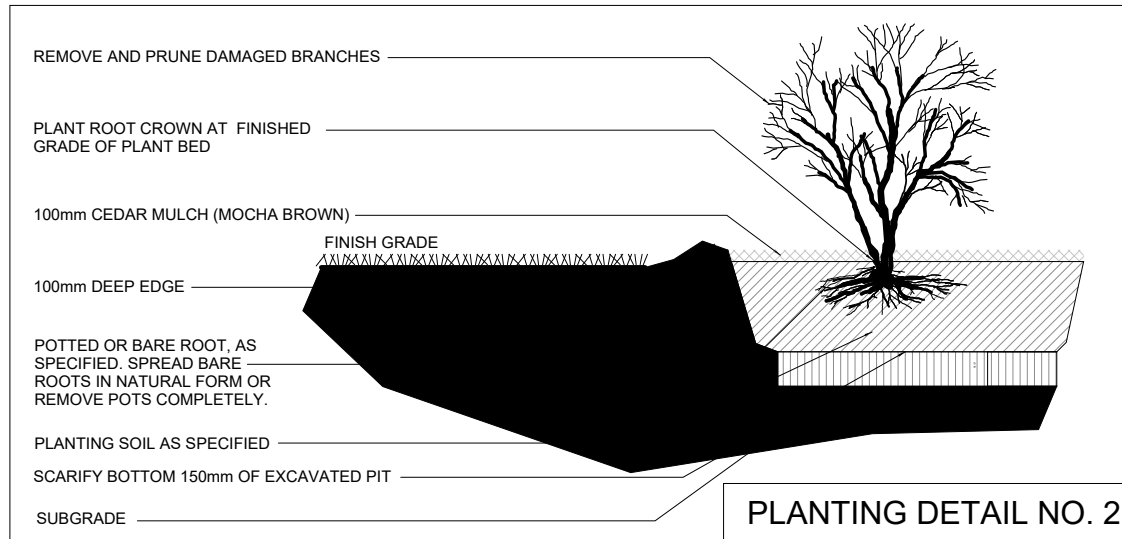 REMOVE AND PRUNE DAMAGED BRANCHES
PLANT ROOT CROWN AT FINISHED
GRADE OF PLANT BED
100mm CEDAR MULCH (MOCHA BROWN)
FINISH GRADE
100mm DEEP EDGE
POTTED OR BARE ROOT, AS
SPECIFIED. SPREAD BARE
ROOTS IN NATURAL FORM OR
REMOVE POTS COMPLETELY.
PLANTING SOIL AS SPECIFIED
SCARIFY BOTTOM 150mm OF EXCAVATED PIT
SUBGRADE
PLANTING DETAIL NO. 2